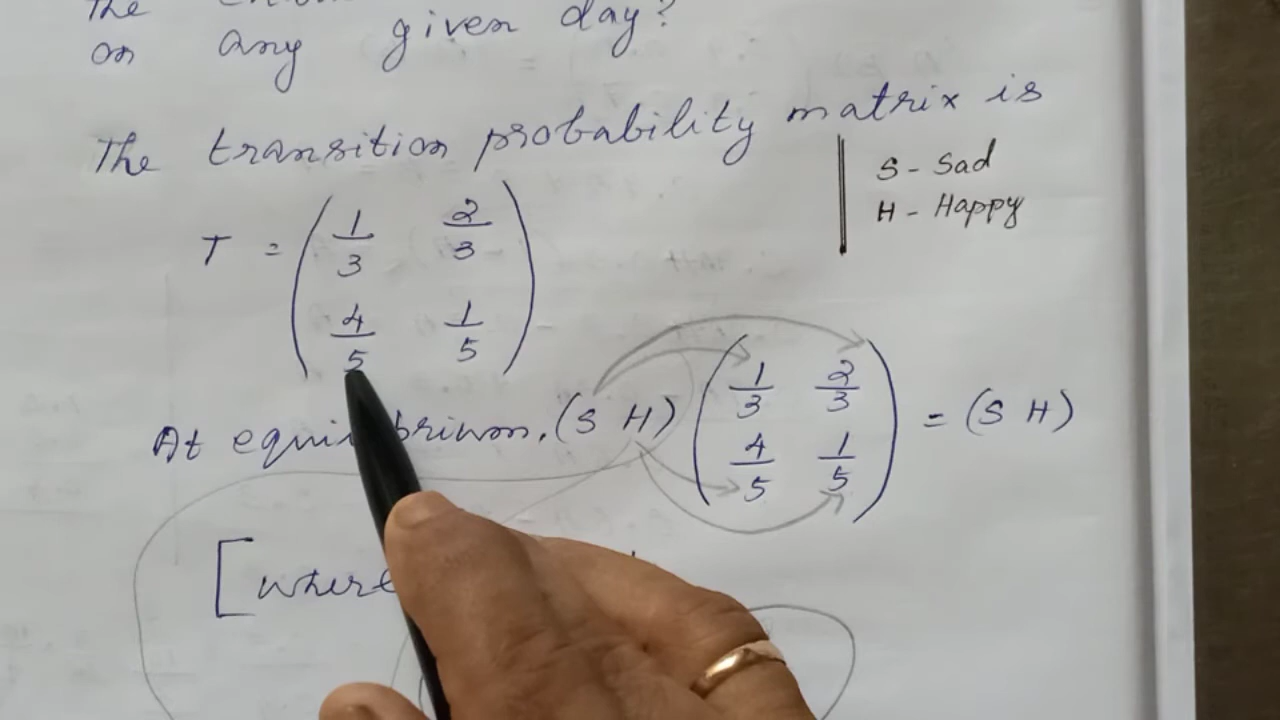 The
on any given day?
The transition probability matrix is
S - Sad
H - Happy
T = ( 1/3 2/3
4/5 1/5 )
At equi brium. (S H) ( 1/3 2/3
4/5 1/5 ) = (S H)
[where